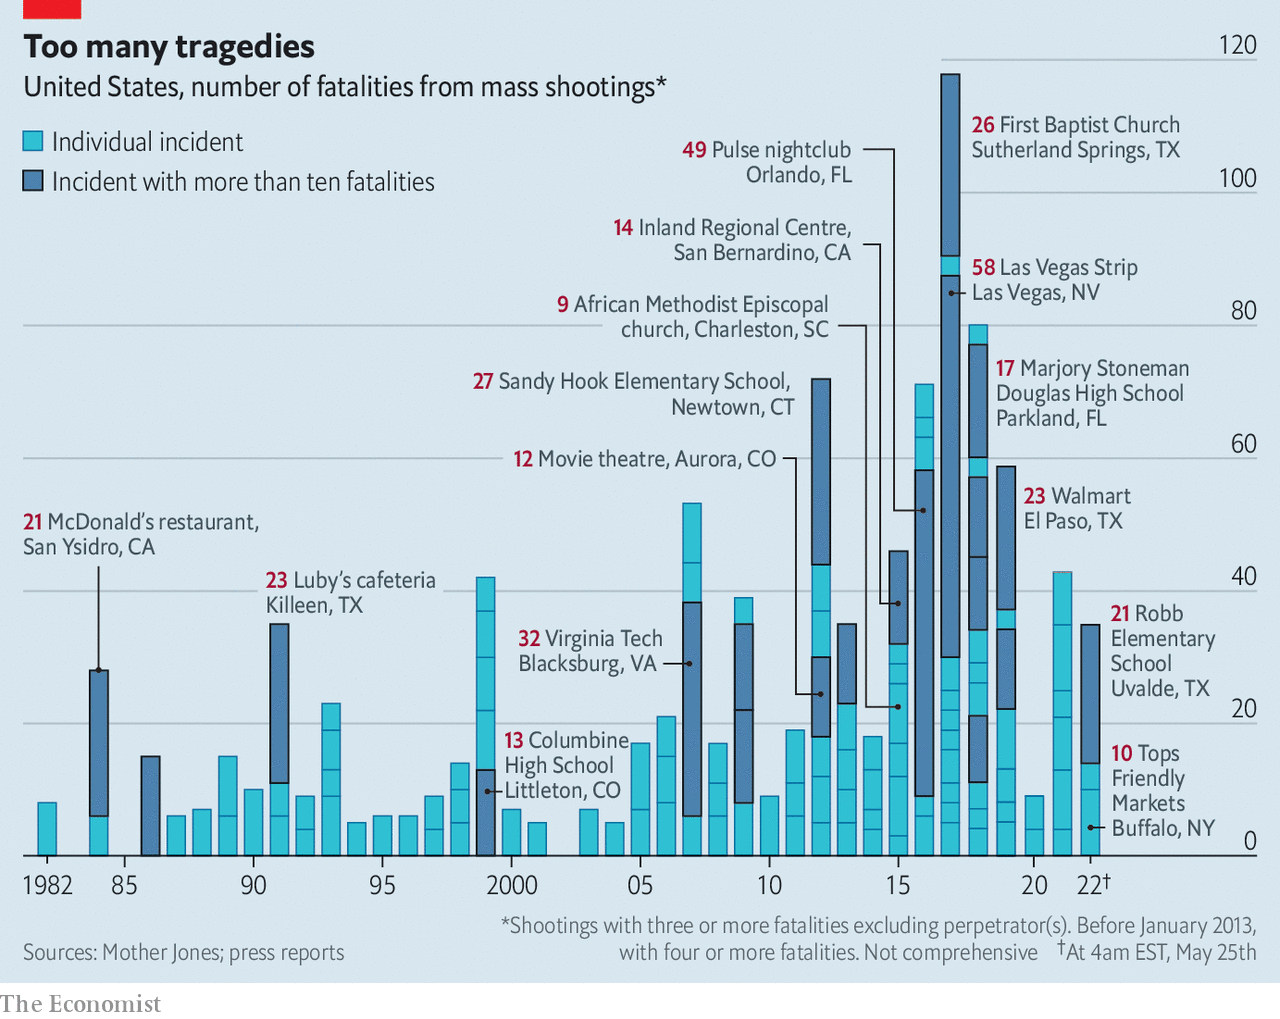 Too many tragedies
United States, number of fatalities from mass shootings*
Individual incident
Incident with more than ten fatalities
120
100
80
60
40
20
0
21 McDonald's restaurant,
San Ysidro, CA
23 Luby's cafeteria
Killeen, TX
13 Columbine
High School
Littleton, CO
32 Virginia Tech
Blacksburg, VA
12 Movie theatre, Aurora, CO
27 Sandy Hook Elementary School,
Newtown, CT
9 African Methodist Episcopal
church, Charleston, SC
14 Inland Regional Centre,
San Bernardino, CA
49 Pulse nightclub
Orlando, FL
26 First Baptist Church
Sutherland Springs, TX
58 Las Vegas Strip
Las Vegas, NV
17 Marjory Stoneman
Douglas High School
Parkland, FL
23 Walmart
El Paso, TX
21 Robb
Elementary
School
Uvalde, TX
10 Tops
Friendly
Markets
Buffalo, NY
1982 85 90 95 2000 05 10 15 20 22†
*Shootings with three or more fatalities excluding perpetrator(s). Before January 2013,
with four or more fatalities. Not comprehensive †At 4am EST, May 25th
Sources: Mother Jones; press reports
The Economist